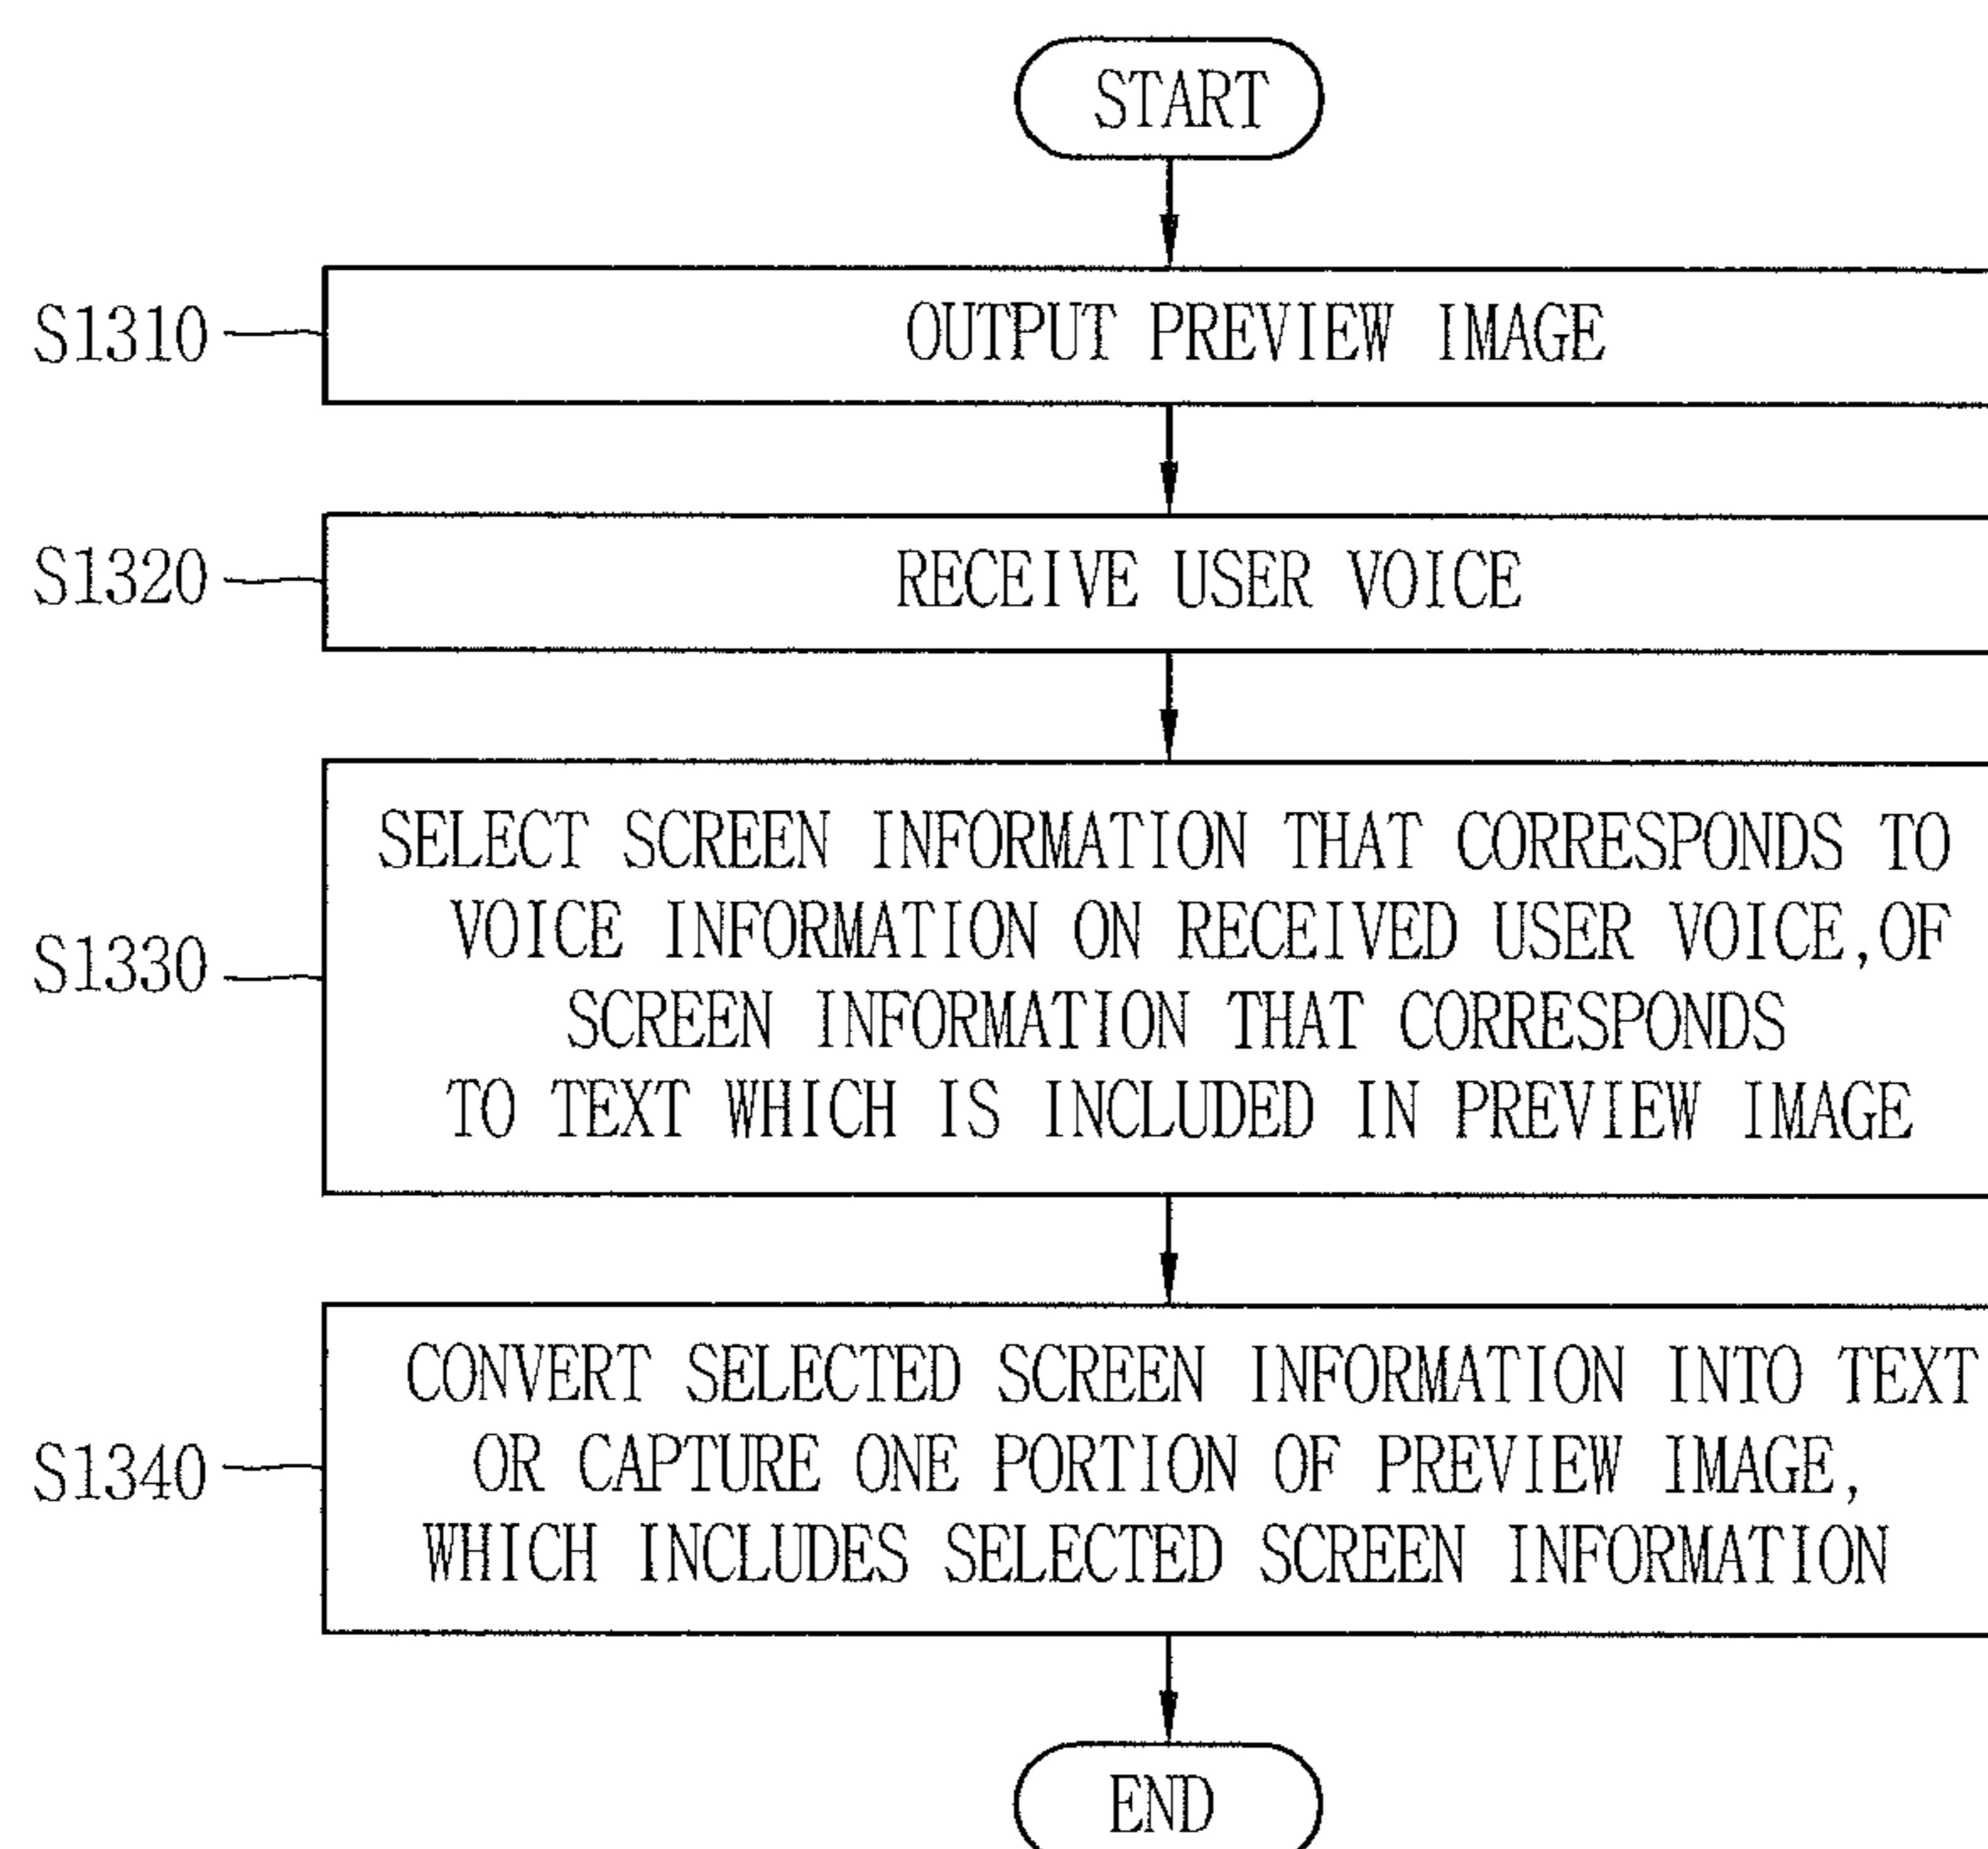 START
S1310
OUTPUT PREVIEW IMAGE
S1320
RECEIVE USER VOICE
S1330
SELECT SCREEN INFORMATION THAT CORRESPONDS TO
VOICE INFORMATION ON RECEIVED USER VOICE,OF
SCREEN INFORMATION THAT CORRESPONDS
TO TEXT WHICH IS INCLUDED IN PREVIEW IMAGE
S1340
CONVERT SELECTED SCREEN INFORMATION INTO TEXT
OR CAPTURE ONE PORTION OF PREVIEW IMAGE,
WHICH INCLUDES SELECTED SCREEN INFORMATION
END